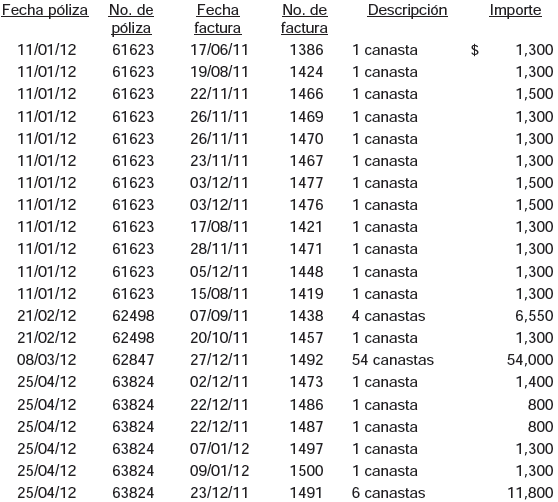 Fecha póliza No. de Fecha No. de Descripción Importe
póliza factura factura
11/01/12 61623 17/06/11 1386 1 canasta $ 1,300
11/01/12 61623 19/08/11 1424 1 canasta 1,300
11/01/12 61623 22/11/11 1466 1 canasta 1,500
11/01/12 61623 26/11/11 1469 1 canasta 1,300
11/01/12 61623 26/11/11 1470 1 canasta 1,300
11/01/12 61623 23/11/11 1467 1 canasta 1,300
11/01/12 61623 03/12/11 1477 1 canasta 1,500
11/01/12 61623 03/12/11 1476 1 canasta 1,500
11/01/12 61623 17/08/11 1421 1 canasta 1,300
11/01/12 61623 28/11/11 1471 1 canasta 1,300
11/01/12 61623 05/12/11 1448 1 canasta 1,300
11/01/12 61623 15/08/11 1419 1 canasta 1,300
21/02/12 62498 07/09/11 1438 4 canastas 6,550
21/02/12 62498 20/10/11 1457 1 canasta 1,300
08/03/12 62847 27/12/11 1492 54 canastas 54,000
25/04/12 63824 02/12/11 1473 1 canasta 1,400
25/04/12 63824 22/12/11 1486 1 canasta 800
25/04/12 63824 22/12/11 1487 1 canasta 800
25/04/12 63824 07/01/12 1497 1 canasta 1,300
25/04/12 63824 09/01/12 1500 1 canasta 1,300
25/04/12 63824 23/12/11 1491 6 canastas 11,800